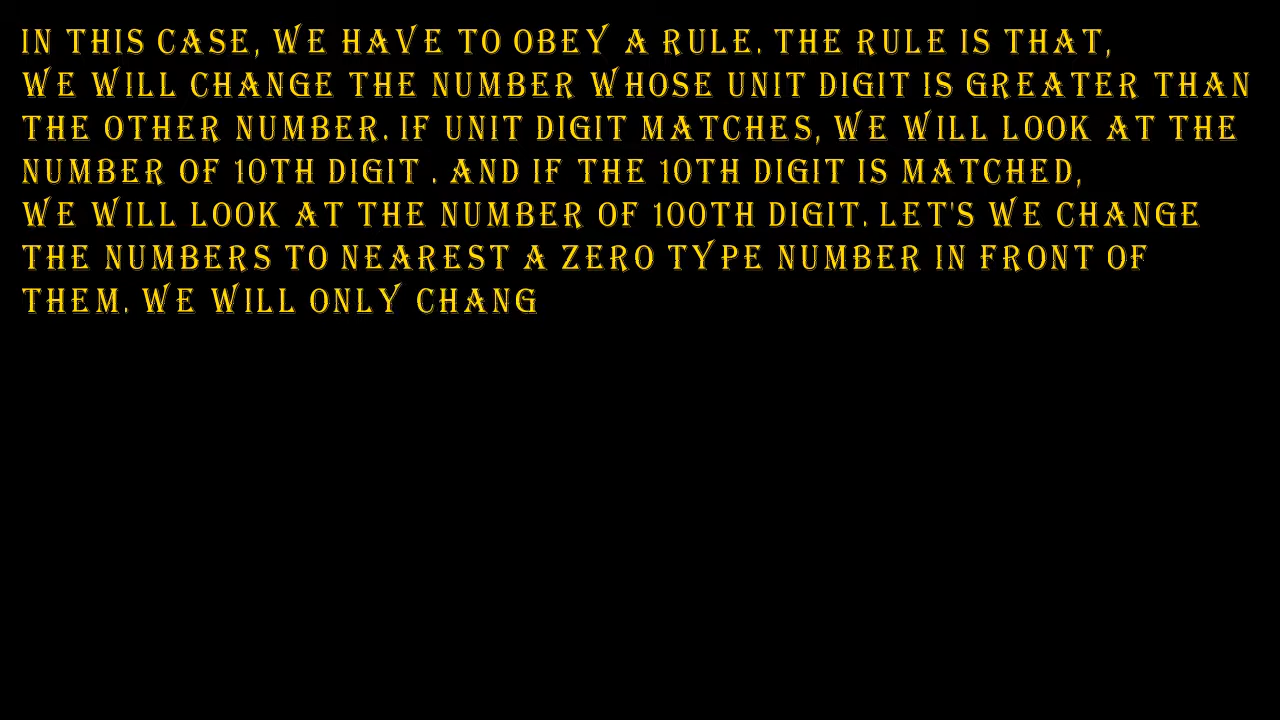 IN THIS CASE, WE HAVE TO OBEY A RULE. THE RULE IS THAT,
WE WILL CHANGE THE NUMBER WHOSE UNIT DIGIT IS GREATER THAN
THE OTHER NUMBER. IF UNIT DIGIT MATCHES, WE WILL LOOK AT THE
NUMBER OF 10TH DIGIT . AND IF THE 10TH DIGIT IS MATCHED,
WE WILL LOOK AT THE NUMBER OF 100TH DIGIT. LET'S WE CHANGE
THE NUMBERS TO NEAREST A ZERO TYPE NUMBER IN FRONT OF
THEM. WE WILL ONLY CHANG